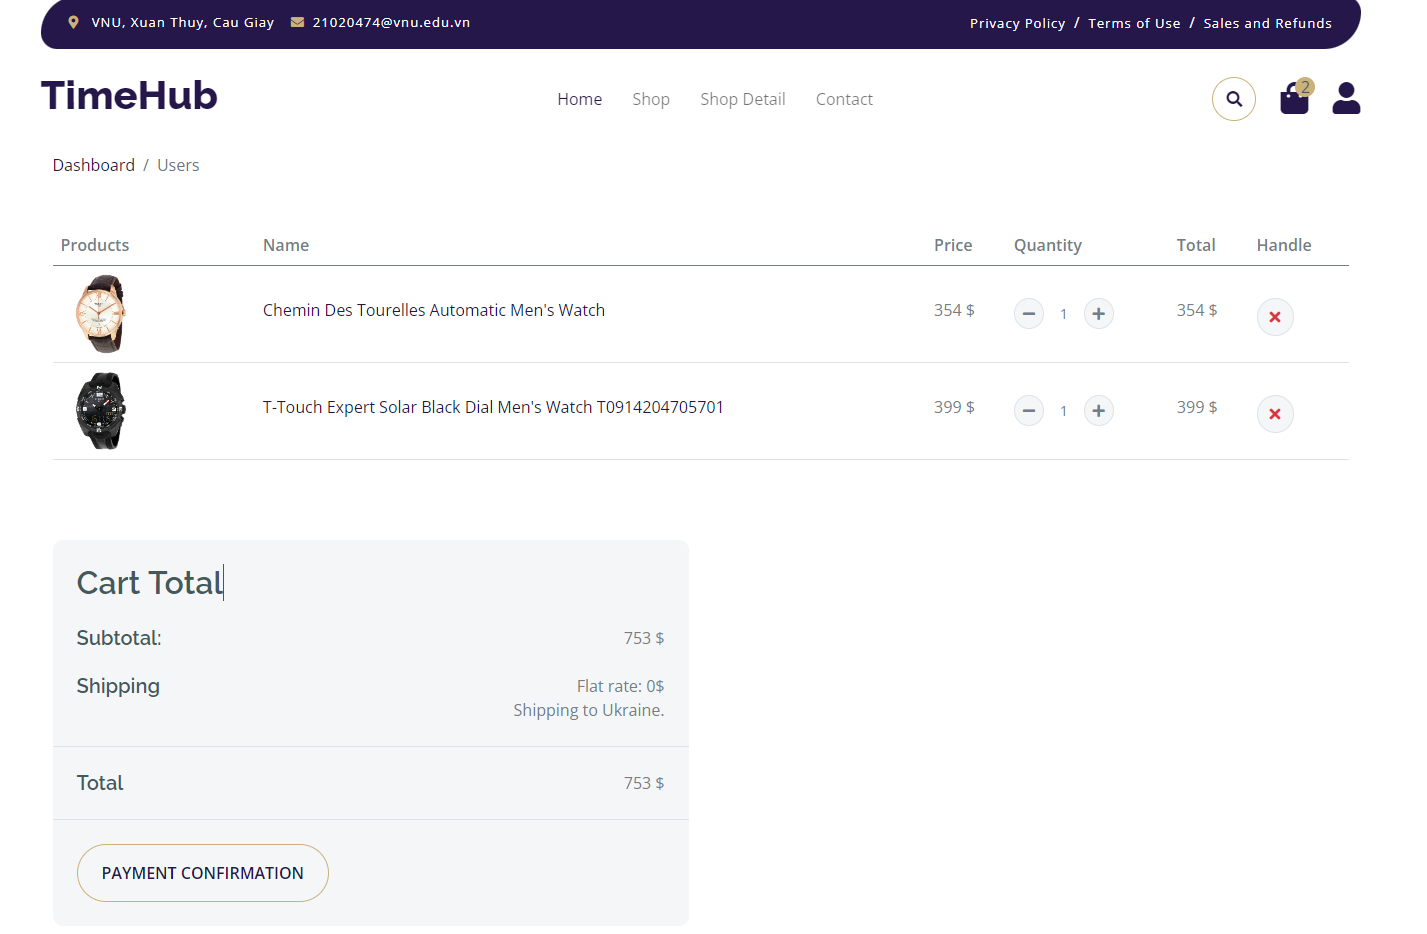 VNU, Xuan Thuy, Cau Giay 21020474@vnu.edu.vn Privacy Policy / Terms of Use / Sales and Refunds
TimeHub Home Shop Shop Detail Contact 2
Dashboard / Users
Products Name Price Quantity Total Handle
Chemin Des Tourelles Automatic Men's Watch 354 $ 1 354 $
T-Touch Expert Solar Black Dial Men's Watch T0914204705701 399 $ 1 399 $
Cart Total
Subtotal: 753 $
Shipping Flat rate: 0$
Shipping to Ukraine.
Total 753 $
PAYMENT CONFIRMATION